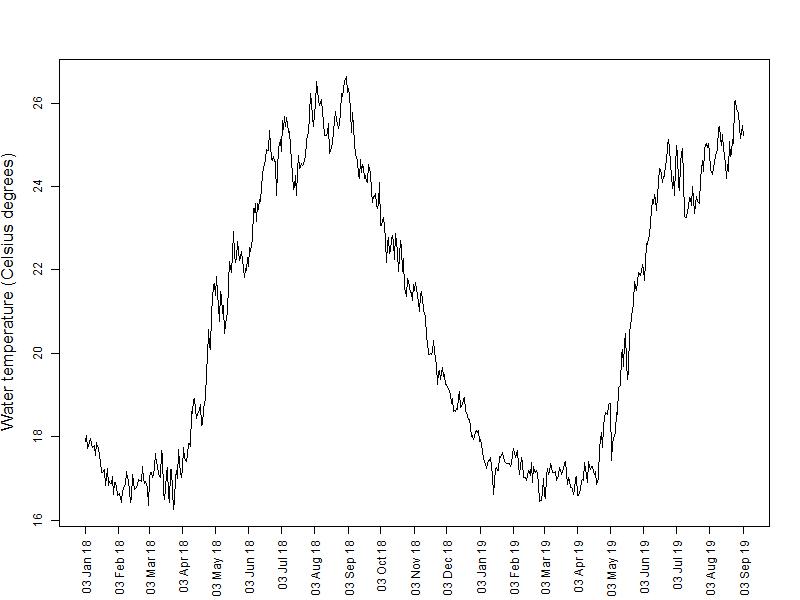 Water temperature (Celsius degrees)
26
24
22
20
18
16
03 Jan 18
03 Feb 18
03 Mar 18
03 Apr 18
03 May 18
03 Jun 18
03 Jul 18
03 Aug 18
03 Sep 18
03 Oct 18
03 Nov 18
03 Dec 18
03 Jan 19
03 Feb 19
03 Mar 19
03 Apr 19
03 May 19
03 Jun 19
03 Jul 19
03 Aug 19
03 Sep 19